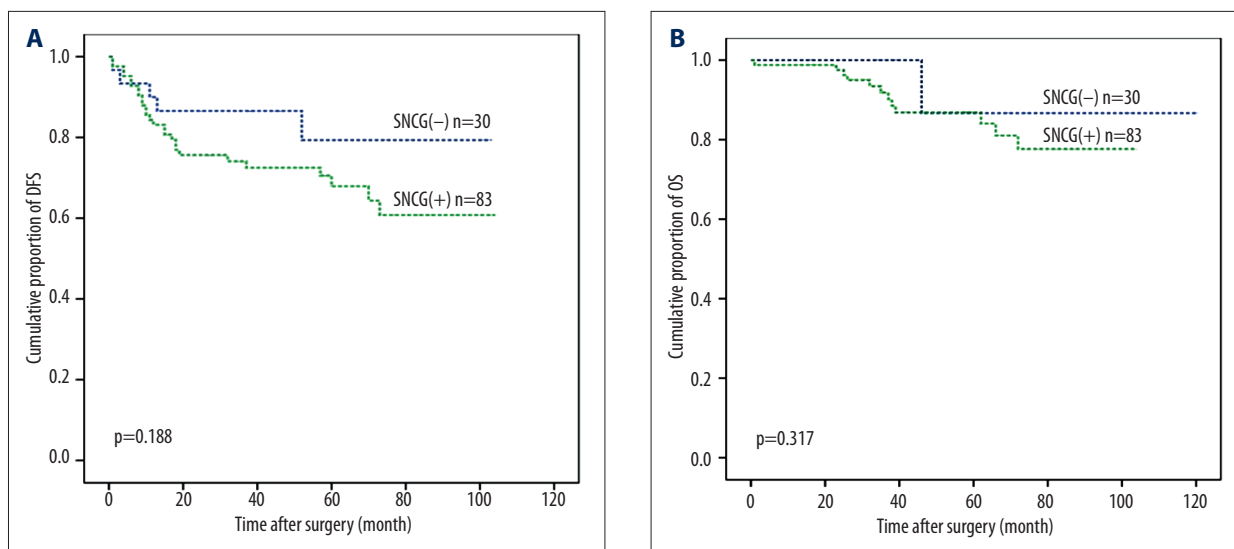 A
Cumulative proportion of DFS
1.0
0.8
0.6
0.4
0.2
0.0
SNCG(−) n=30
SNCG(+) n=83
p=0.188
0 20 40 60 80 100 120
Time after surgery (month)
B
Cumulative proportion of OS
1.0
0.8
0.6
0.4
0.2
0.0
SNCG(−) n=30
SNCG(+) n=83
p=0.317
0 20 40 60 80 100 120
Time after surgery (month)